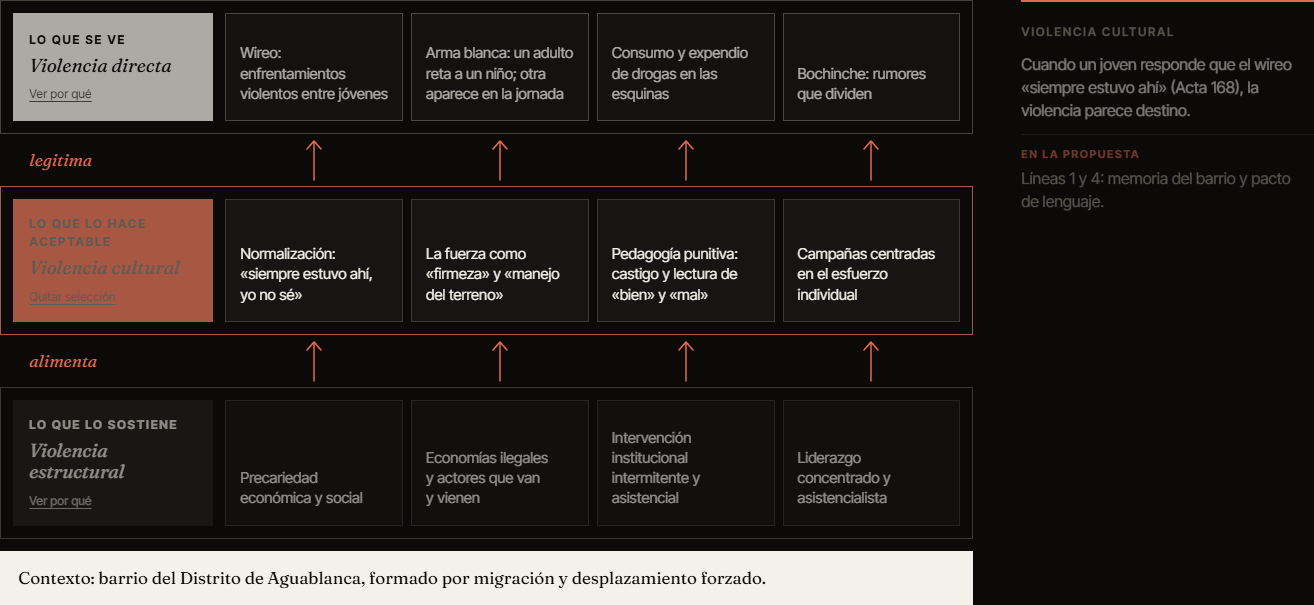 LO QUE SE VE
Violencia directa
Ver por qué
Wireo:
enfrentamientos
violentos entre jóvenes
Arma blanca: un adulto
reta a un niño; otra
aparece en la jornada
Consumo y expendio
de drogas en las
esquinas
Bochinche: rumores
que dividen
legitima
LO QUE LO HACE
ACEPTABLE
Violencia cultural
Quitar selección
Normalización:
«siempre estuvo ahí,
yo no sé»
La fuerza como
«firmeza» y «manejo
del terreno»
Pedagogía punitiva:
castigo y lectura de
«bien» y «mal»
Campañas centradas
en el esfuerzo
individual
alimenta
LO QUE LO SOSTIENE
Violencia
estructural
Ver por qué
Precariedad
económica y social
Economías ilegales
y actores que van
y vienen
Intervención
institucional
intermitente y
asistencial
Liderazgo
concentrado y
asistencialista
Contexto: barrio del Distrito de Aguablanca, formado por migración y desplazamiento forzado.
VIOLENCIA CULTURAL
Cuando un joven responde que el wireo
«siempre estuvo ahí» (Acta 168), la
violencia parece destino.
EN LA PROPUESTA
Líneas 1 y 4: memoria del barrio y pacto
de lenguaje.